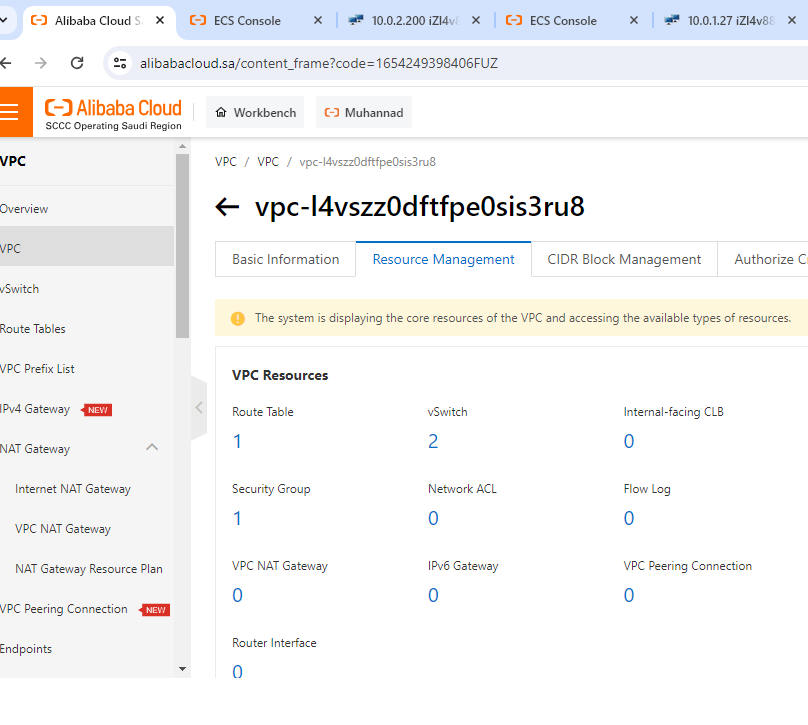 Alibaba Cloud S
ECS Console
10.0.2.200 iZl4v
ECS Console
10.0.1.27 iZl4v88
alibabacloud.sa/content_frame?code=1654249398406FUZ
Alibaba Cloud
SCCC Operating Saudi Region
Workbench
Muhannad
VPC
Overview
VPC
vSwitch
Route Tables
VPC Prefix List
IPv4 Gateway NEW
NAT Gateway
Internet NAT Gateway
VPC NAT Gateway
NAT Gateway Resource Plan
VPC Peering Connection NEW
Endpoints
VPC / VPC / vpc-l4vszz0dftfpe0sis3ru8
vpc-l4vszz0dftfpe0sis3ru8
Basic Information Resource Management CIDR Block Management Authorize C
The system is displaying the core resources of the VPC and accessing the available types of resources.
VPC Resources
Route Table vSwitch Internal-facing CLB
1 2 0
Security Group Network ACL Flow Log
1 0 0
VPC NAT Gateway IPv6 Gateway VPC Peering Connection
0 0 0
Router Interface
0